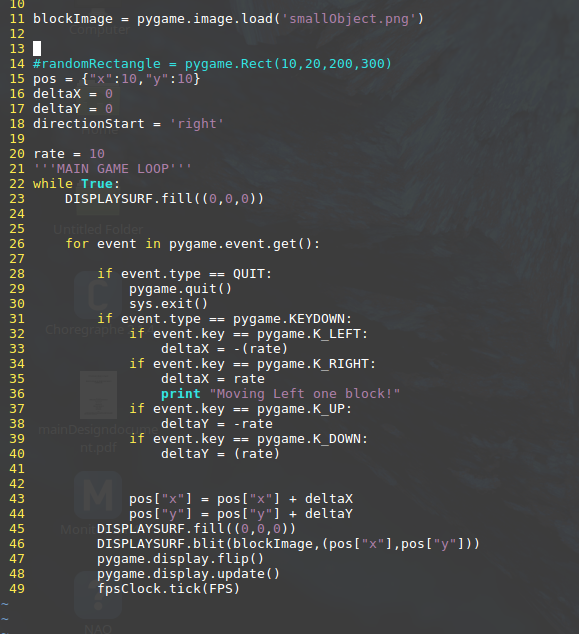 10
11 blockImage = pygame.image.load('smallObject.png')
12
13
14 #randomRectangle = pygame.Rect(10,20,200,300)
15 pos = {"x":10,"y":10}
16 deltaX = 0
17 deltaY = 0
18 directionStart = 'right'
19
20 rate = 10
21 '''MAIN GAME LOOP'''
22 while True:
23     DISPLAYSURF.fill((0,0,0))
24
25
26     for event in pygame.event.get():
27
28         if event.type == QUIT:
29             pygame.quit()
30             sys.exit()
31         if event.type == pygame.KEYDOWN:
32             if event.key == pygame.K_LEFT:
33                 deltaX = -(rate)
34             if event.key == pygame.K_RIGHT:
35                 deltaX = rate
36                 print "Moving Left one block!"
37             if event.key == pygame.K_UP:
38                 deltaY = -rate
39             if event.key == pygame.K_DOWN:
40                 deltaY = (rate)
41
42
43             pos["x"] = pos["x"] + deltaX
44             pos["y"] = pos["y"] + deltaY
45         DISPLAYSURF.fill((0,0,0))
46         DISPLAYSURF.blit(blockImage,(pos["x"],pos["y"]))
47         pygame.display.flip()
48         pygame.display.update()
49         fpsClock.tick(FPS)
~
~
Computer
Untitled Folder
C
M
?
NAO